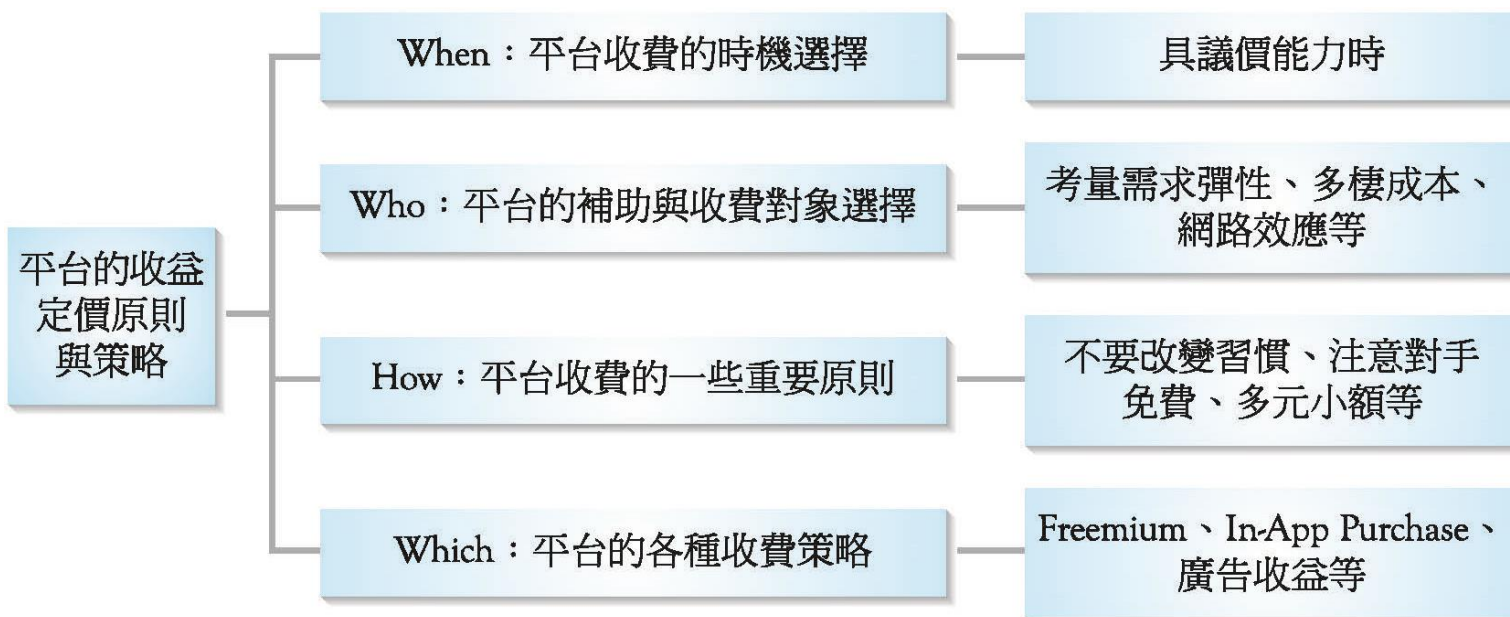 平台的收益
定價原則
與策略
When：平台收費的時機選擇
具議價能力時
Who：平台的補助與收費對象選擇
考量需求彈性、多棲成本、
網路效應等
How：平台收費的一些重要原則
不要改變習慣、注意對手
免費、多元小額等
Which：平台的各種收費策略
Freemium、In-App Purchase、
廣告收益等